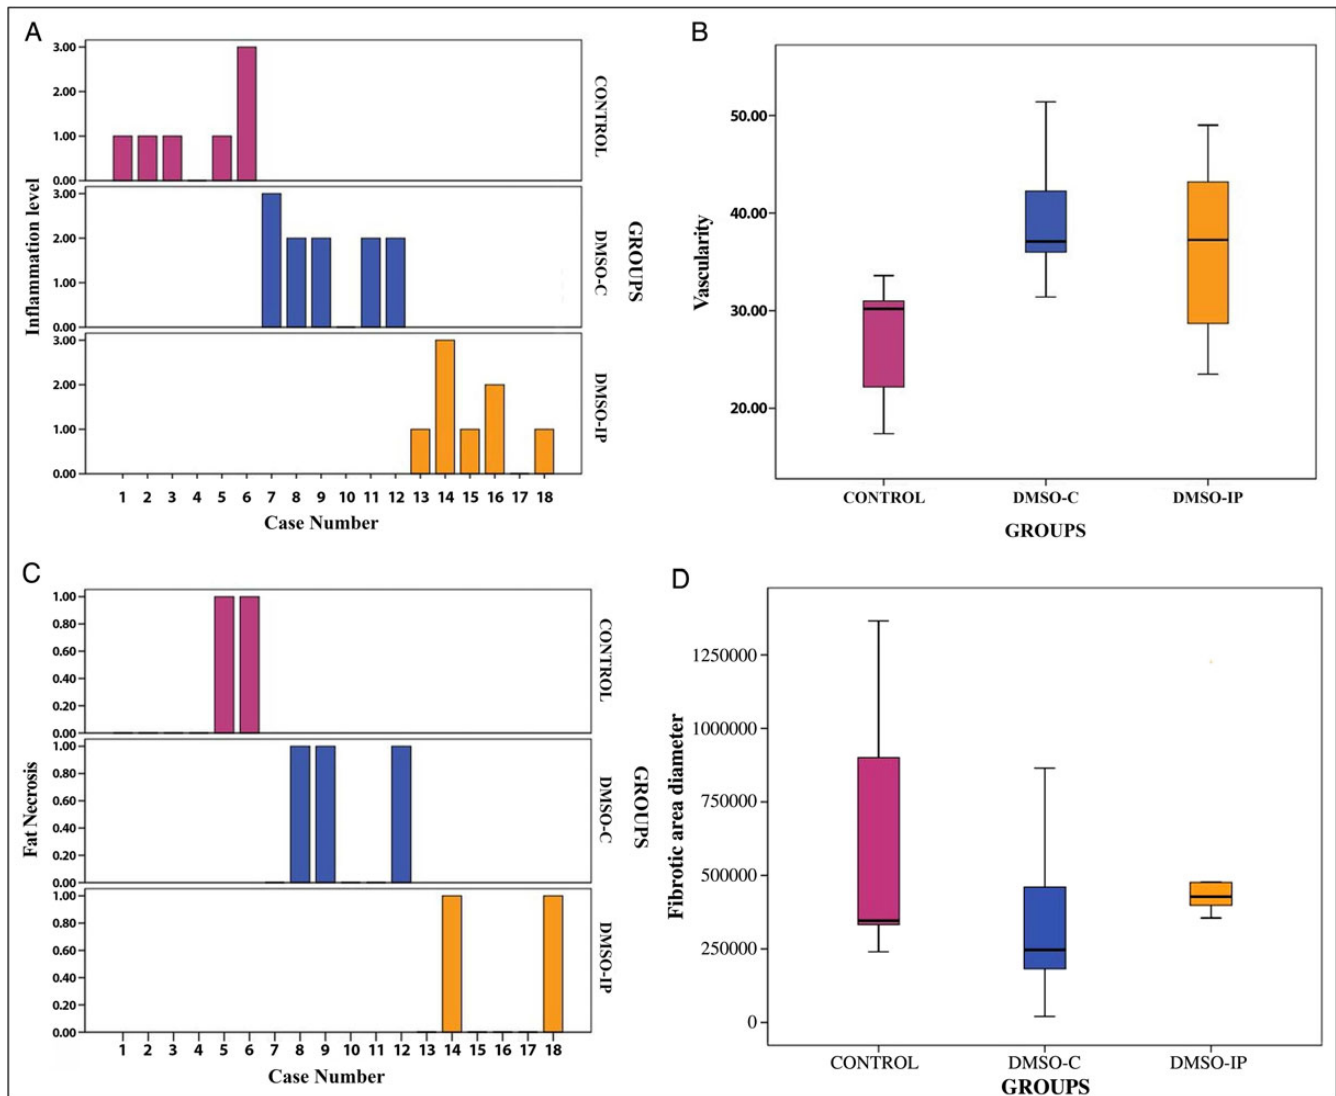 A
3.00
2.00
1.00
0.00
CONTROL
3.00
2.00
1.00
0.00
DMSO-C
3.00
2.00
1.00
0.00
DMSO-IP
Inflammation level
GROUPS
1 2 3 4 5 6 7 8 9 10 11 12 13 14 15 16 17 18
Case Number
B
50.00
40.00
30.00
20.00
Vascularity
CONTROL DMSO-C DMSO-IP
GROUPS
C
1.00
0.80
0.60
0.40
0.20
0.00
CONTROL
1.00
0.80
0.60
0.40
0.20
0.00
DMSO-C
1.00
0.80
0.60
0.40
0.20
0.00
DMSO-IP
Fat Necrosis
GROUPS
1 2 3 4 5 6 7 8 9 10 11 12 13 14 15 16 17 18
Case Number
D
1250000
1000000
750000
500000
250000
0
Fibrotic area diameter
CONTROL DMSO-C DMSO-IP
GROUPS